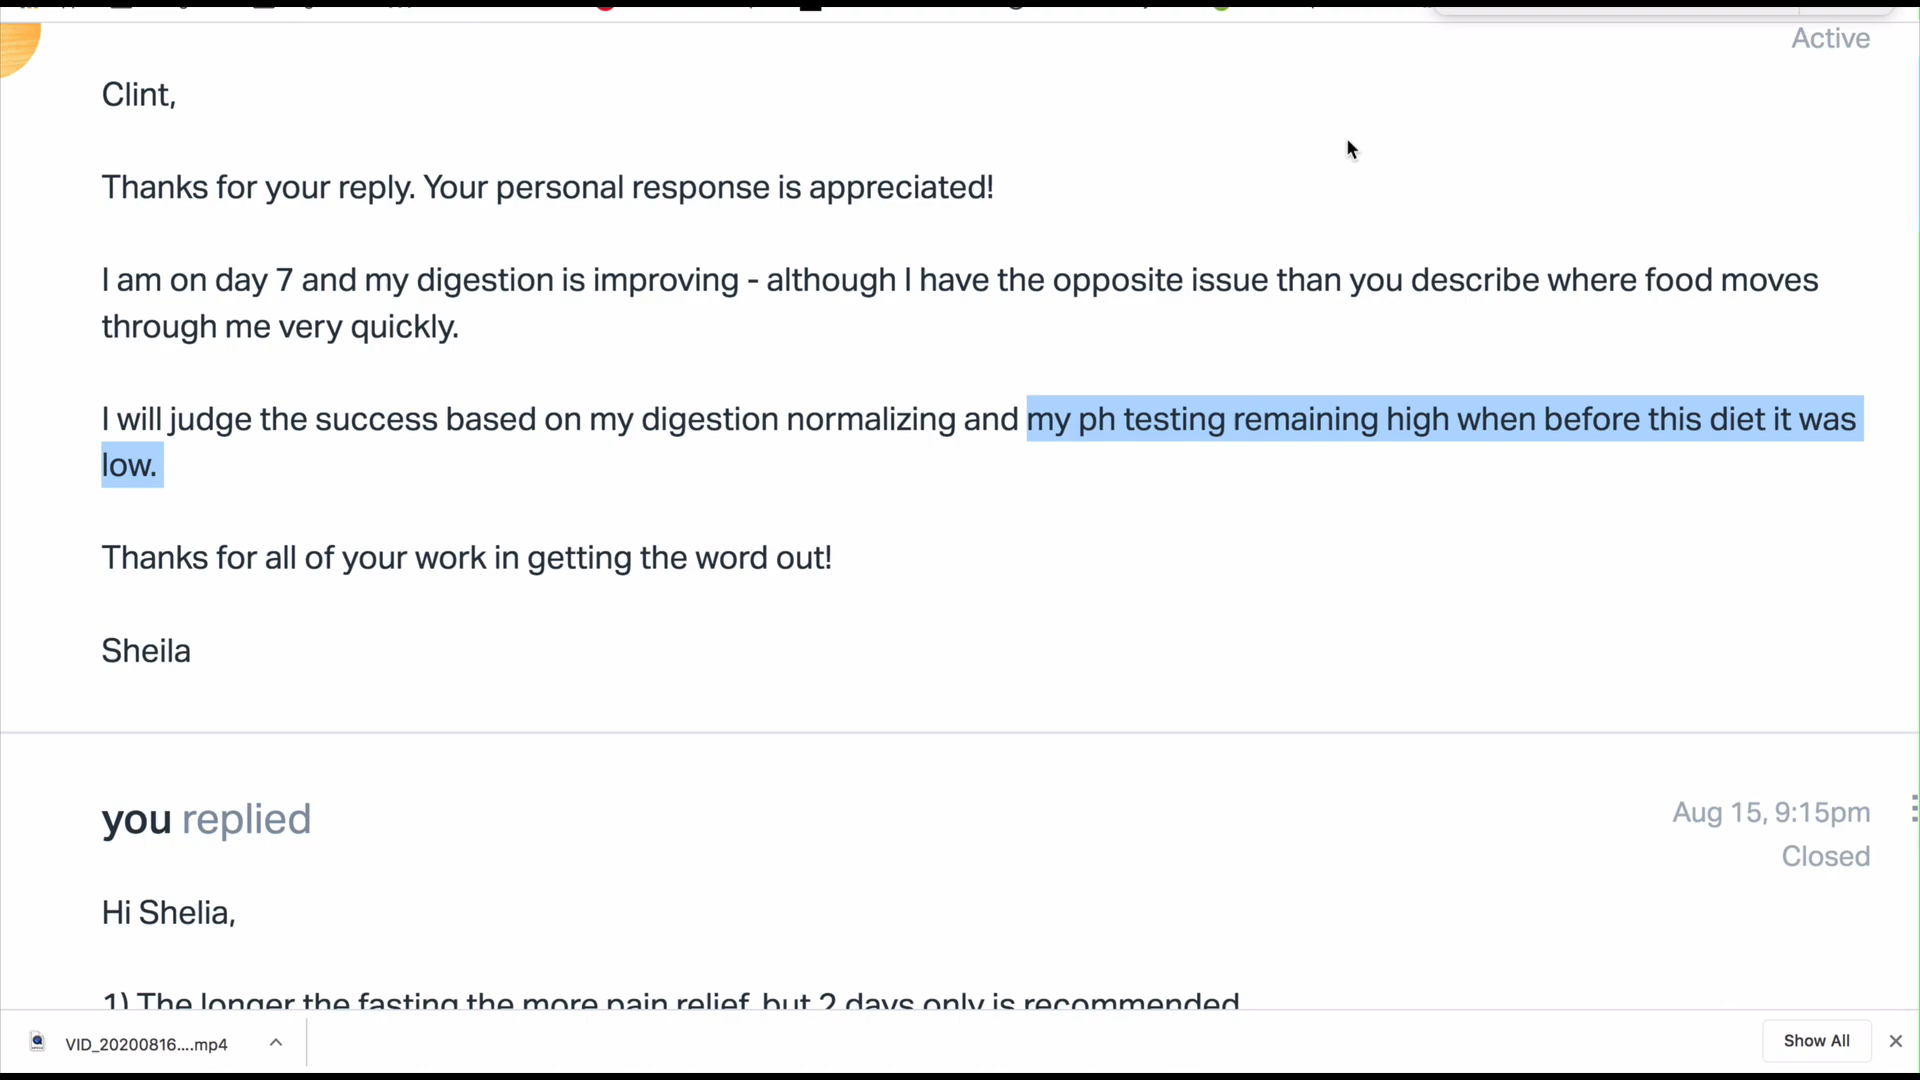 Active
Clint,
Thanks for your reply. Your personal response is appreciated!
I am on day 7 and my digestion is improving - although I have the opposite issue than you describe where food moves
through me very quickly.
I will judge the success based on my digestion normalizing and my ph testing remaining high when before this diet it was
low.
Thanks for all of your work in getting the word out!
Sheila
you replied
Aug 15, 9:15pm
Closed
Hi Shelia,
1) The longer the fasting the more pain relief, but 2 days only is recommended
VID_20200816....mp4
Show All